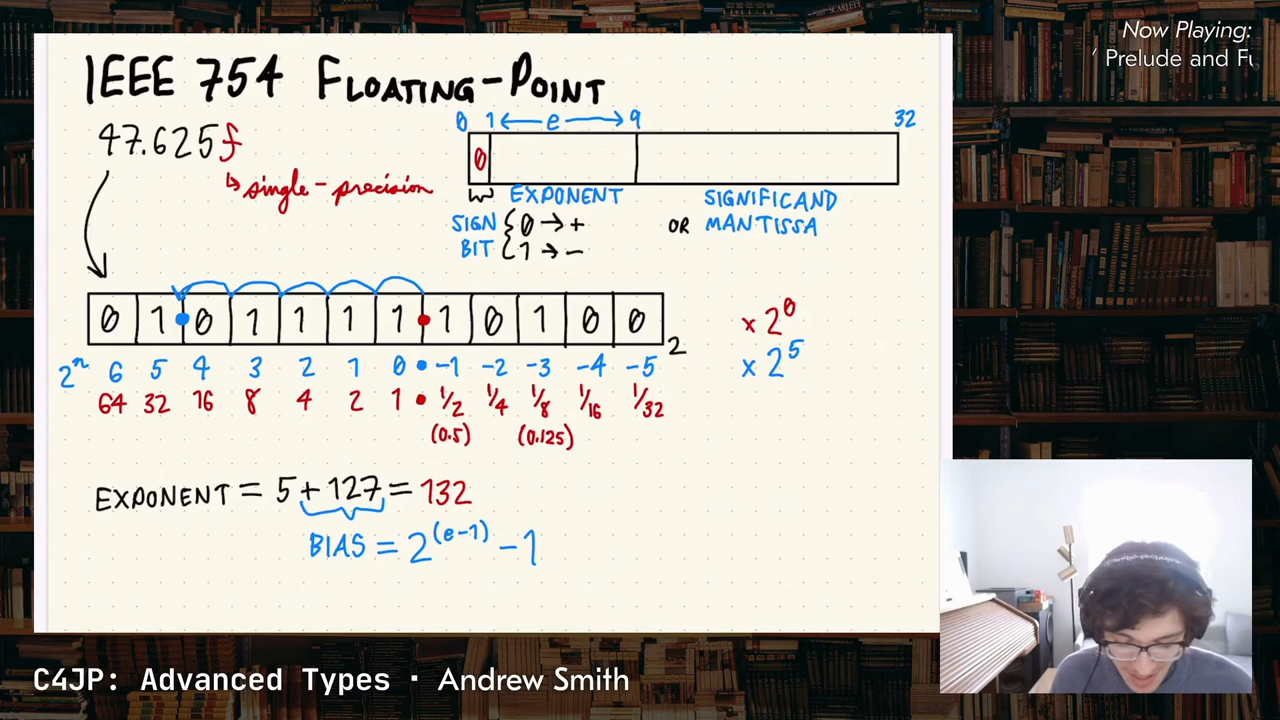 Now Playing:
Prelude and Fu
IEEE 754 FLOATING-POINT
47.625f
↳ single-precision
0 1 ← e → 9 32
0
EXPONENT
SIGNIFICAND
OR MANTISSA
SIGN { 0 → +
BIT { 1 → −
0 1 • 0 1 1 1 1 • 1 0 1 0 0 2
2ⁿ 6 5 4 3 2 1 0 • -1 -2 -3 -4 -5
64 32 16 8 4 2 1 • 1/2 1/4 1/8 1/16 1/32
(0.5) (0.125)
× 2⁰
× 2⁵
EXPONENT = 5 + 127 = 132
BIAS = 2^(e-1) - 1
C4JP: Advanced Types ▪ Andrew Smith